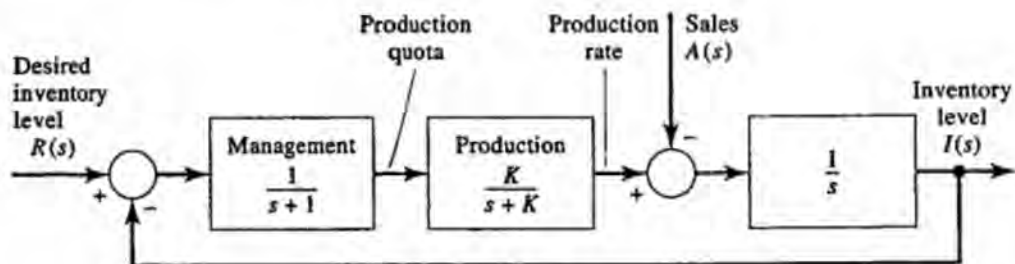 Desired
inventory
level
R(s)
+
−
Management
1
s + 1
Production
quota
Production
K
s + K
Production
rate
+
Sales
A(s)
−
1
s
Inventory
level
I(s)